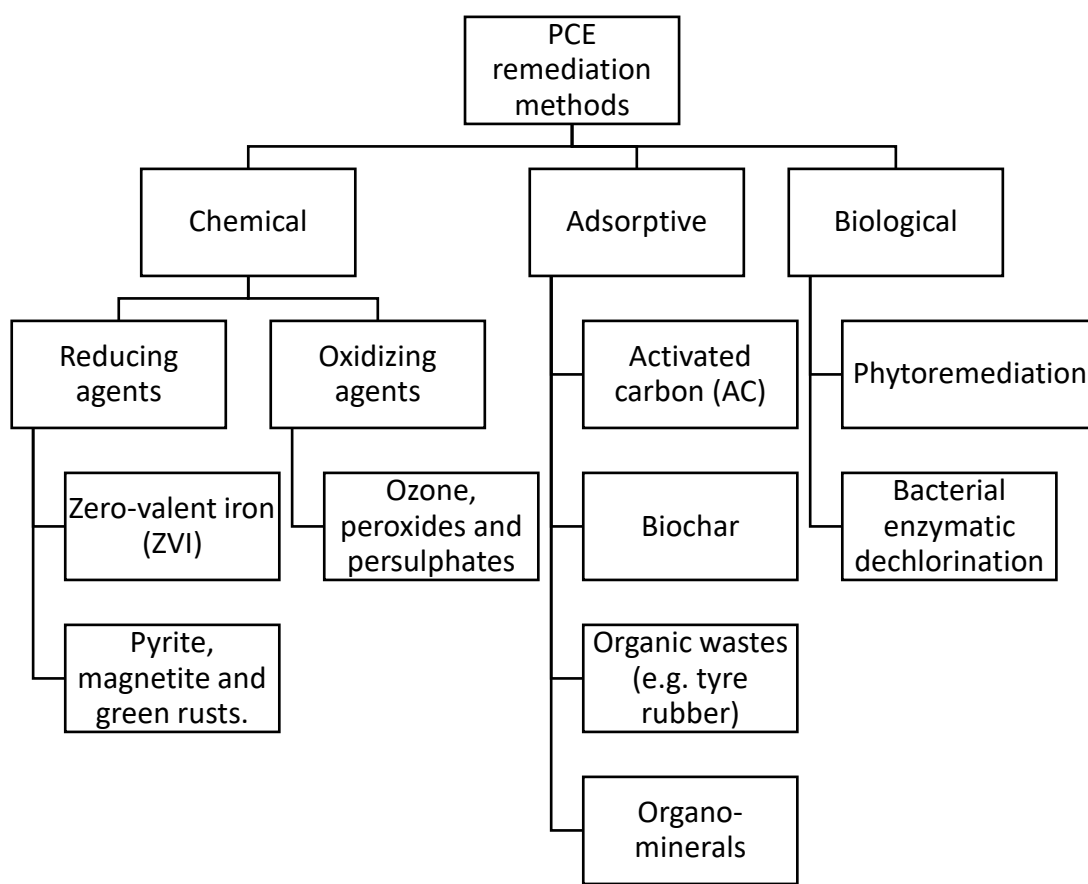 PCE
remediation
methods
Chemical
Adsorptive
Biological
Reducing
agents
Oxidizing
agents
Activated
carbon (AC)
Phytoremediation
Zero-valent iron
(ZVI)
Ozone,
peroxides and
persulphates
Biochar
Bacterial
enzymatic
dechlorination
Pyrite,
magnetite and
green rusts.
Organic wastes
(e.g. tyre
rubber)
Organo-
minerals